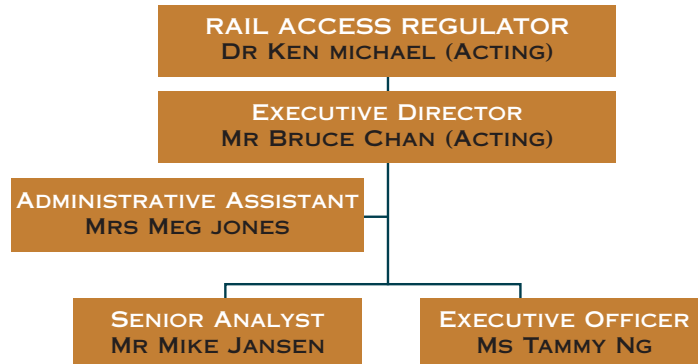 RAIL ACCESS REGULATOR
DR KEN MICHAEL (ACTING)
EXECUTIVE DIRECTOR
MR BRUCE CHAN (ACTING)
ADMINISTRATIVE ASSISTANT
MRS MEG JONES
SENIOR ANALYST
MR MIKE JANSEN
EXECUTIVE OFFICER
MS TAMMY NG